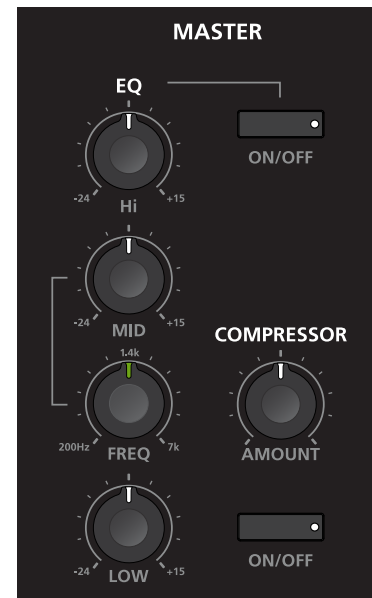 MASTER
EQ
ON/OFF
-24 Hi +15
-24 MID +15
COMPRESSOR
1.4k
200Hz FREQ 7k
AMOUNT
-24 LOW +15
ON/OFF